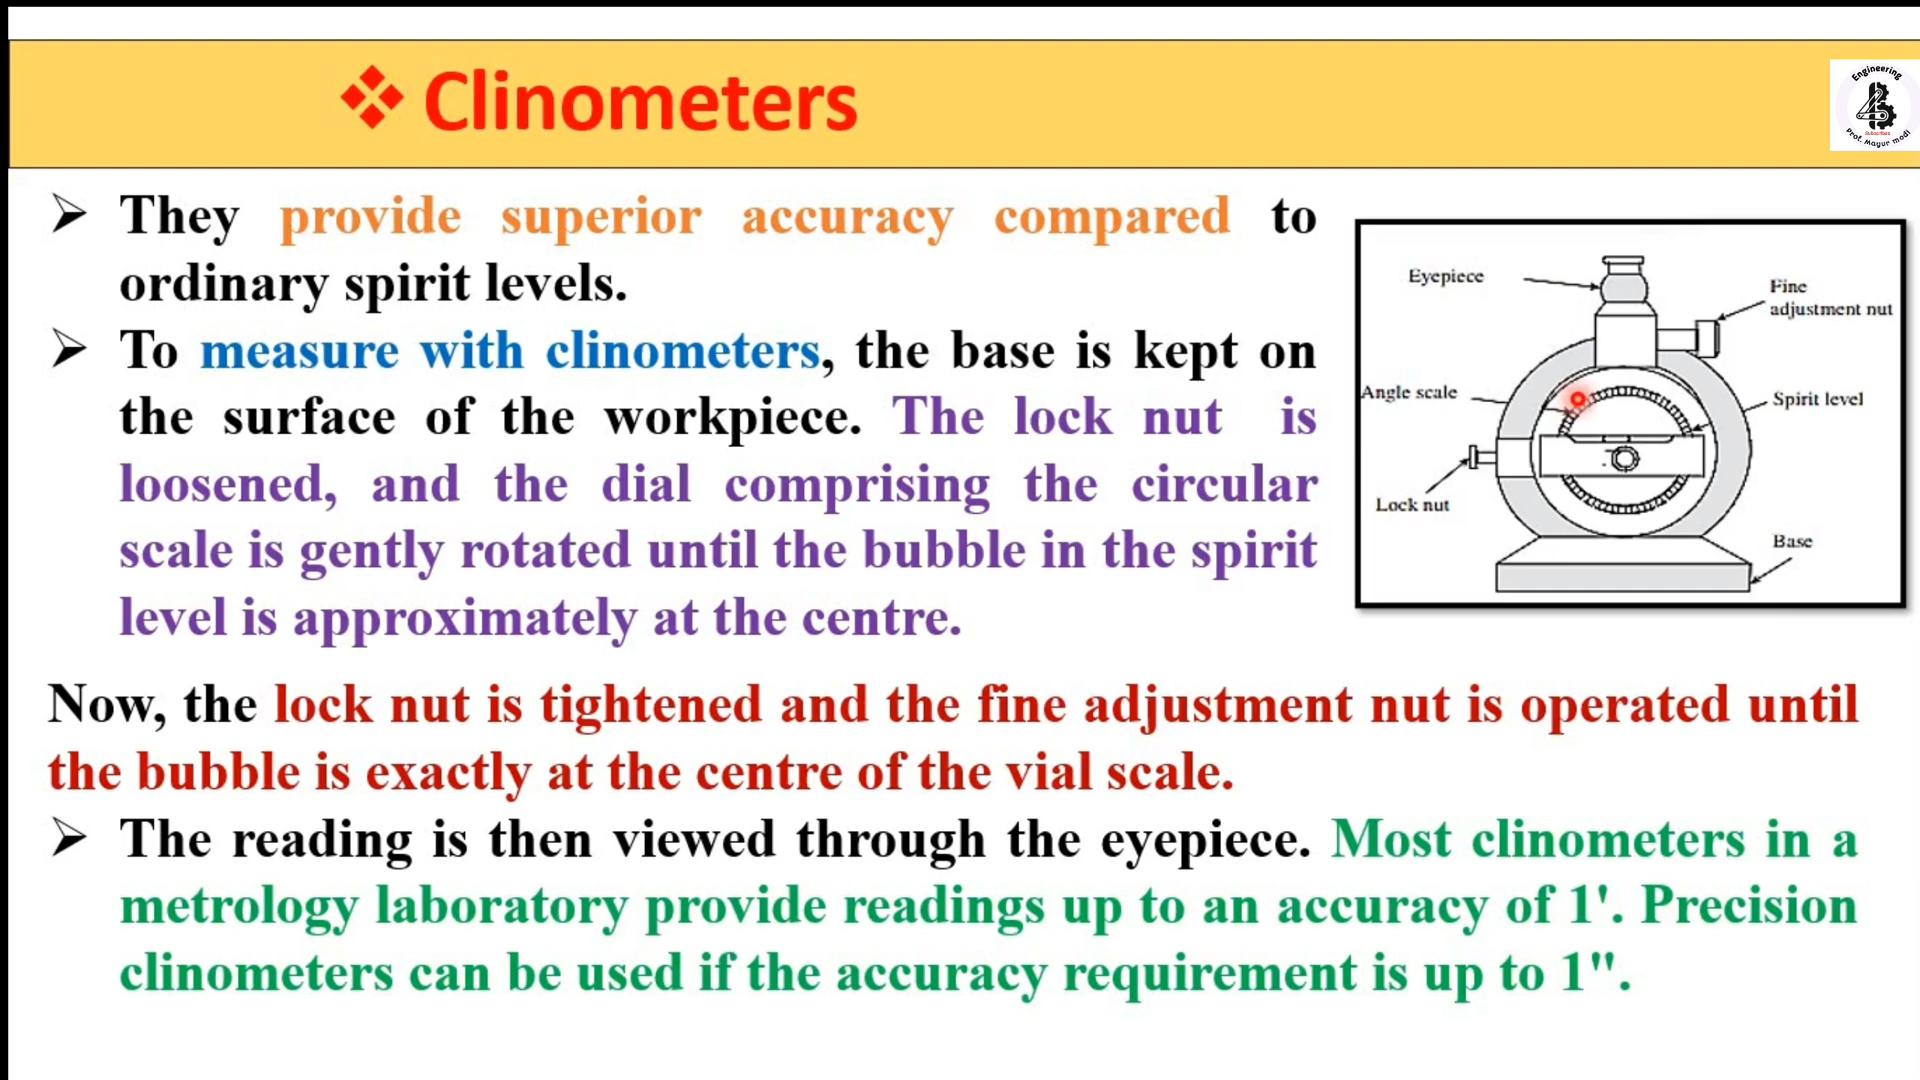 ❖ Clinometers
Engineering
Subscribes
Prof. Mayur modi
➢ They provide superior accuracy compared to
ordinary spirit levels.
➢ To measure with clinometers, the base is kept on
the surface of the workpiece. The lock nut is
loosened, and the dial comprising the circular
scale is gently rotated until the bubble in the spirit
level is approximately at the centre.
Eyepiece
Fine
adjustment nut
Angle scale
Spirit level
Lock nut
Base
Now, the lock nut is tightened and the fine adjustment nut is operated until
the bubble is exactly at the centre of the vial scale.
➢ The reading is then viewed through the eyepiece. Most clinometers in a
metrology laboratory provide readings up to an accuracy of 1'. Precision
clinometers can be used if the accuracy requirement is up to 1".